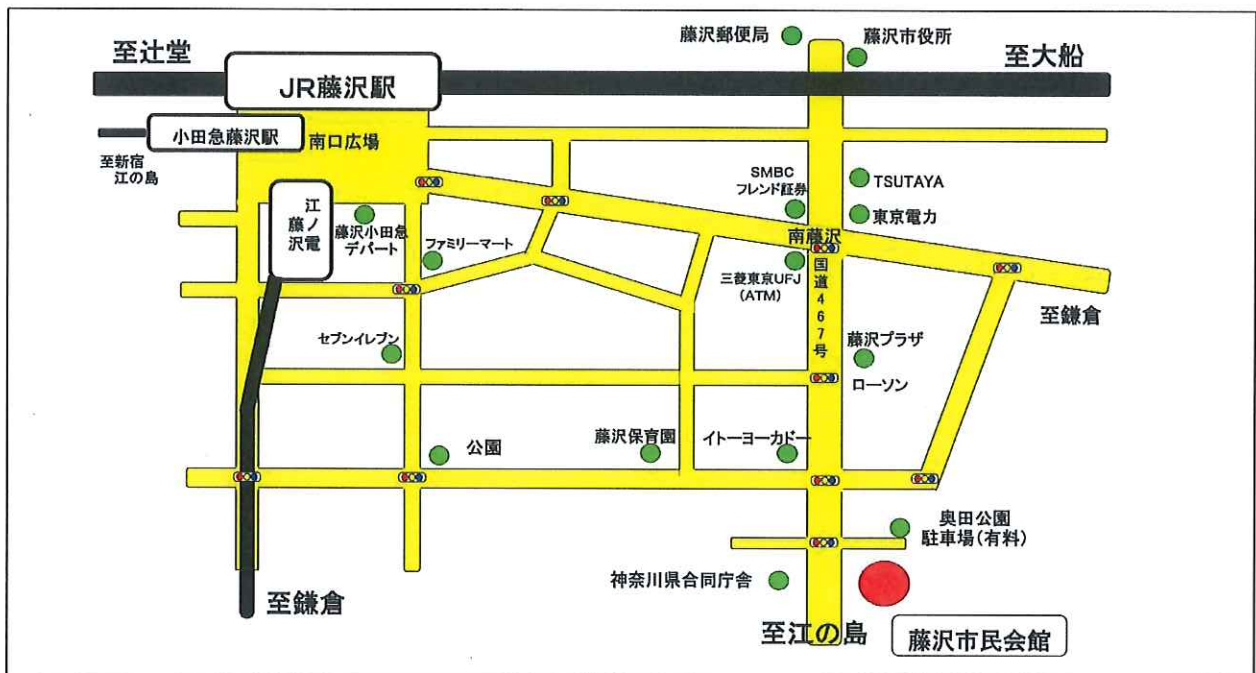 藤沢郵便局
藤沢市役所
至辻堂
至大船
JR藤沢駅
小田急藤沢駅
南口広場
至新宿
江の島
SMBC
フレンド証券
TSUTAYA
東京電力
江ノ電
藤沢
藤沢小田急
デパート
ファミリーマート
南藤沢
三菱東京UFJ
(ATM)
国道467号
至鎌倉
セブンイレブン
藤沢プラザ
ローソン
公園
藤沢保育園
イトーヨーカドー
奥田公園
駐車場(有料)
神奈川県合同庁舎
至鎌倉
至江の島
藤沢市民会館